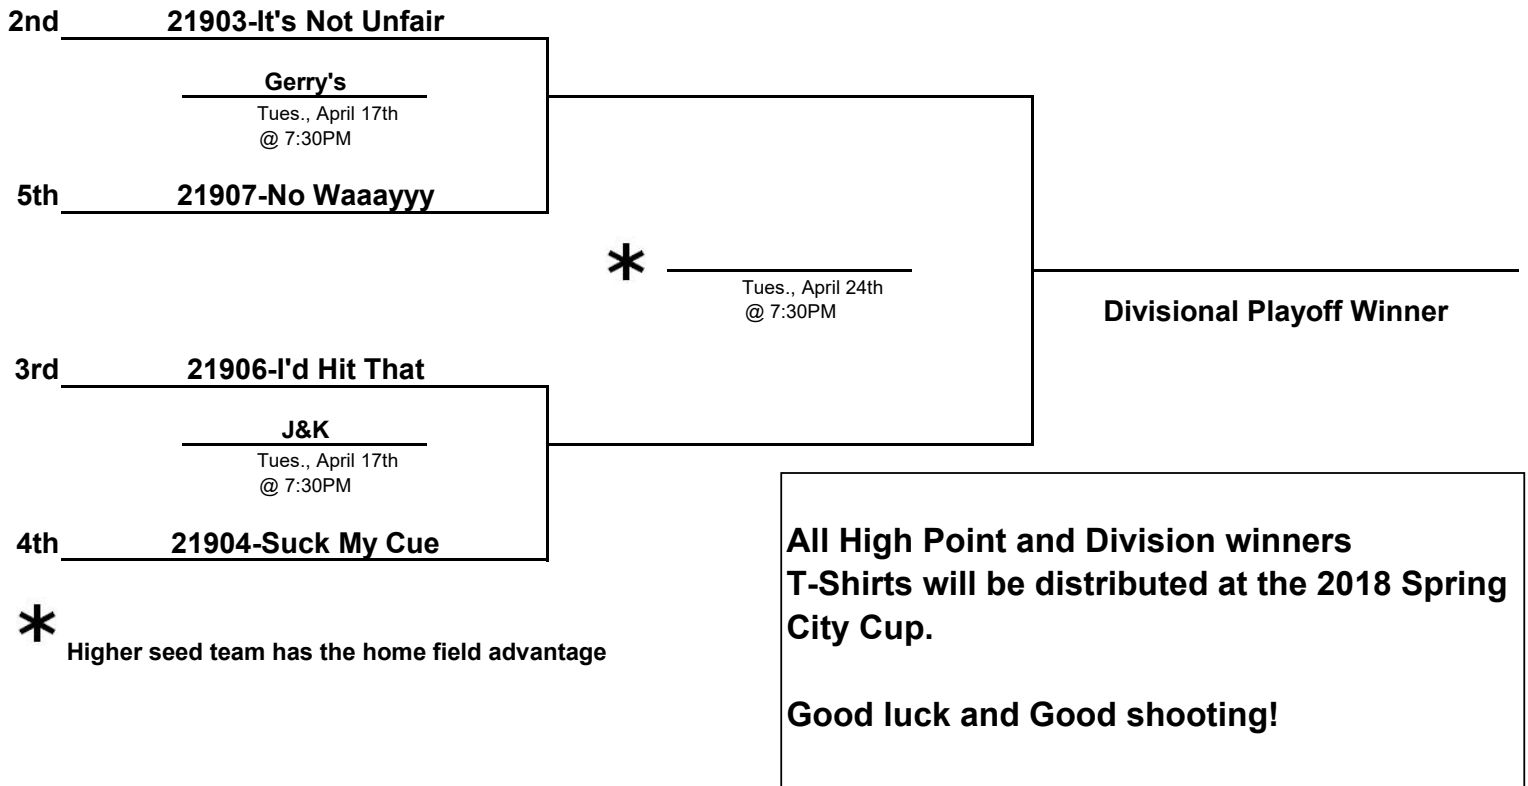 2nd 21903-It's Not Unfair
Gerry's
Tues., April 17th
@ 7:30PM
5th 21907-No Waaayyy
*
Tues., April 24th
@ 7:30PM
Divisional Playoff Winner
3rd 21906-I'd Hit That
J&K
Tues., April 17th
@ 7:30PM
4th 21904-Suck My Cue
* Higher seed team has the home field advantage
All High Point and Division winners
T-Shirts will be distributed at the 2018 Spring
City Cup.
Good luck and Good shooting!